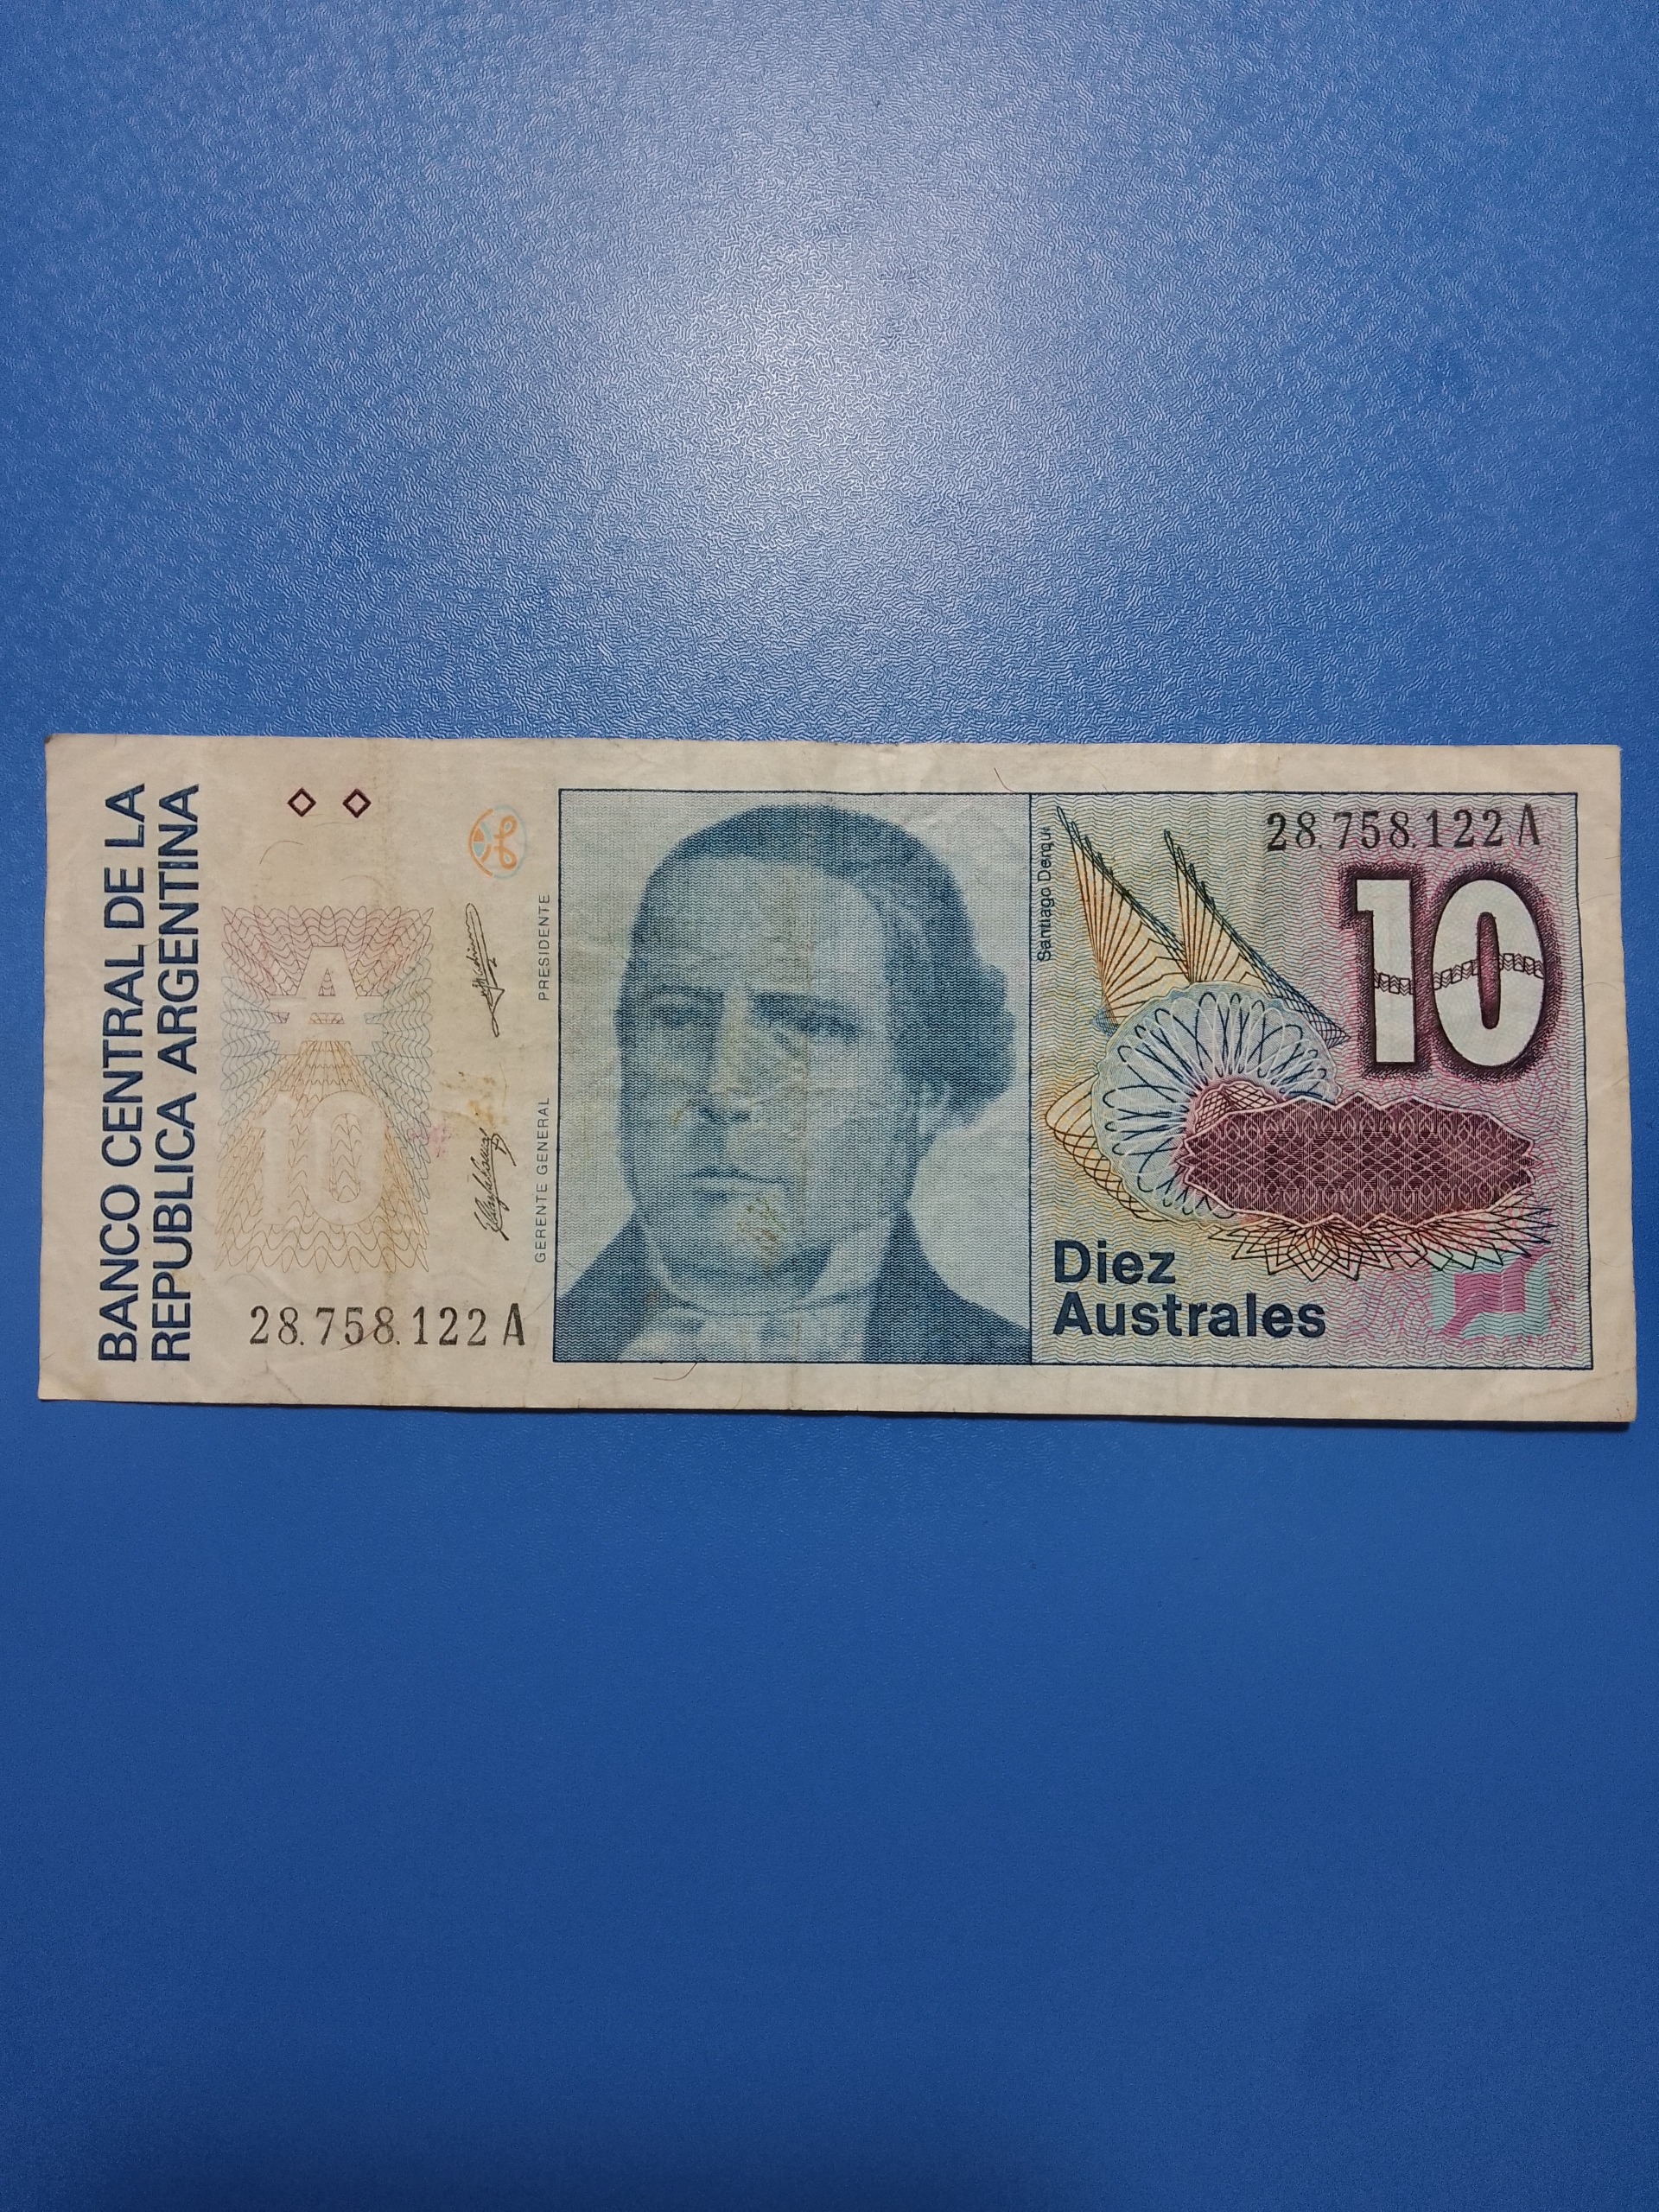 BANCO CENTRAL DE LA
REPUBLICA ARGENTINA
A
10
28.758.122 A
PRESIDENTE
GERENTE GENERAL
Santiago Derqui
28.758.122 A
10
Diez
Australes